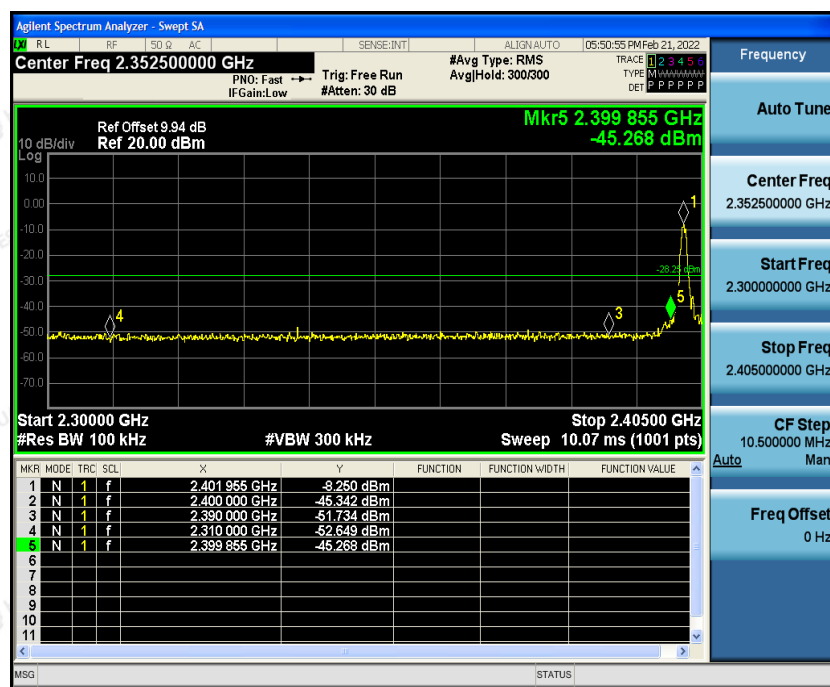 Agilent Spectrum Analyzer - Swept SA
LXI RL RF 50 Ω AC SENSE:INT ALIGN AUTO 05:50:55 PM Feb 21, 2022
Center Freq 2.352500000 GHz
PNO: Fast
IFGain:Low
Trig: Free Run
#Atten: 30 dB
#Avg Type: RMS
Avg|Hold: 300/300
TRACE 1 2 3 4 5 6
TYPE M
DET P P P P P P
Ref Offset 9.94 dB
10 dB/div Ref 20.00 dBm
Log
Mkr5 2.399 855 GHz
-45.268 dBm
10.0
0.00
-10.0
-20.0
-30.0
-40.0
-50.0
-60.0
-70.0
1
-28.25 dBm
5
3
4
Start 2.30000 GHz Stop 2.40500 GHz
#Res BW 100 kHz #VBW 300 kHz Sweep 10.07 ms (1001 pts)
MKR MODE TRC SCL X Y FUNCTION FUNCTION WIDTH FUNCTION VALUE
1 N 1 f 2.401 955 GHz -8.250 dBm
2 N 1 f 2.400 000 GHz -45.342 dBm
3 N 1 f 2.390 000 GHz -51.734 dBm
4 N 1 f 2.310 000 GHz -52.649 dBm
5 N 1 f 2.399 855 GHz -45.268 dBm
6
7
8
9
10
11
MSG STATUS
Frequency
Auto Tune
Center Freq
2.352500000 GHz
Start Freq
2.300000000 GHz
Stop Freq
2.405000000 GHz
CF Step
10.500000 MHz
Auto Man
Freq Offset
0 Hz